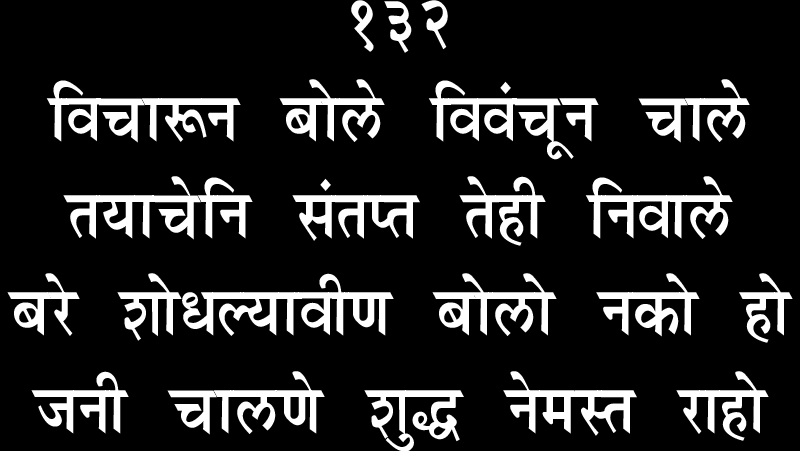 १३२
विचारून बोले विवंचून चाले
तयाचेनि संतप्त तेही निवाले
बरे शोधल्यावीण बोलो नको हो
जनी चालणे शुद्ध नेमस्त राहो